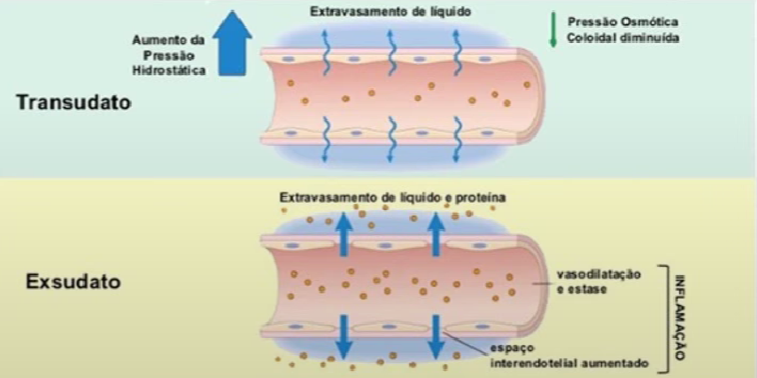 Extravasamento de líquido
Aumento da
Pressão
Hidrostática
Pressão Osmótica
Coloidal diminuída
Transudato
Extravasamento de líquido e proteína
Exsudato
vasodilatação
e estase
espaço
interendotelial aumentado
INFLAMAÇÃO